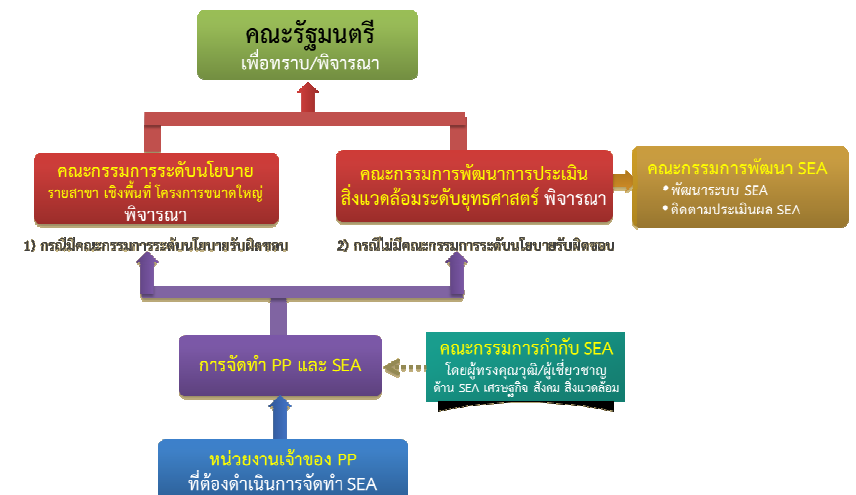 คณะรัฐมนตรี
เพื่อทราบ/พิจารณา
คณะกรรมการระดับนโยบาย
รายสาขา เชิงพื้นที่ โครงการขนาดใหญ่
พิจารณา
คณะกรรมการพัฒนาการประเมิน
สิ่งแวดล้อมระดับยุทธศาสตร์ พิจารณา
คณะกรรมการพัฒนา SEA
• พัฒนาระบบ SEA
• ติดตามประเมินผล SEA
1) กรณีมีคณะกรรมการระดับนโยบายรับผิดชอบ
2) กรณีไม่มีคณะกรรมการระดับนโยบายรับผิดชอบ
การจัดทำ PP และ SEA
คณะกรรมการกำกับ SEA
โดยผู้ทรงคุณวุฒิ/ผู้เชี่ยวชาญ
ด้าน SEA เศรษฐกิจ สังคม สิ่งแวดล้อม
หน่วยงานเจ้าของ PP
ที่ต้องดำเนินการจัดทำ SEA